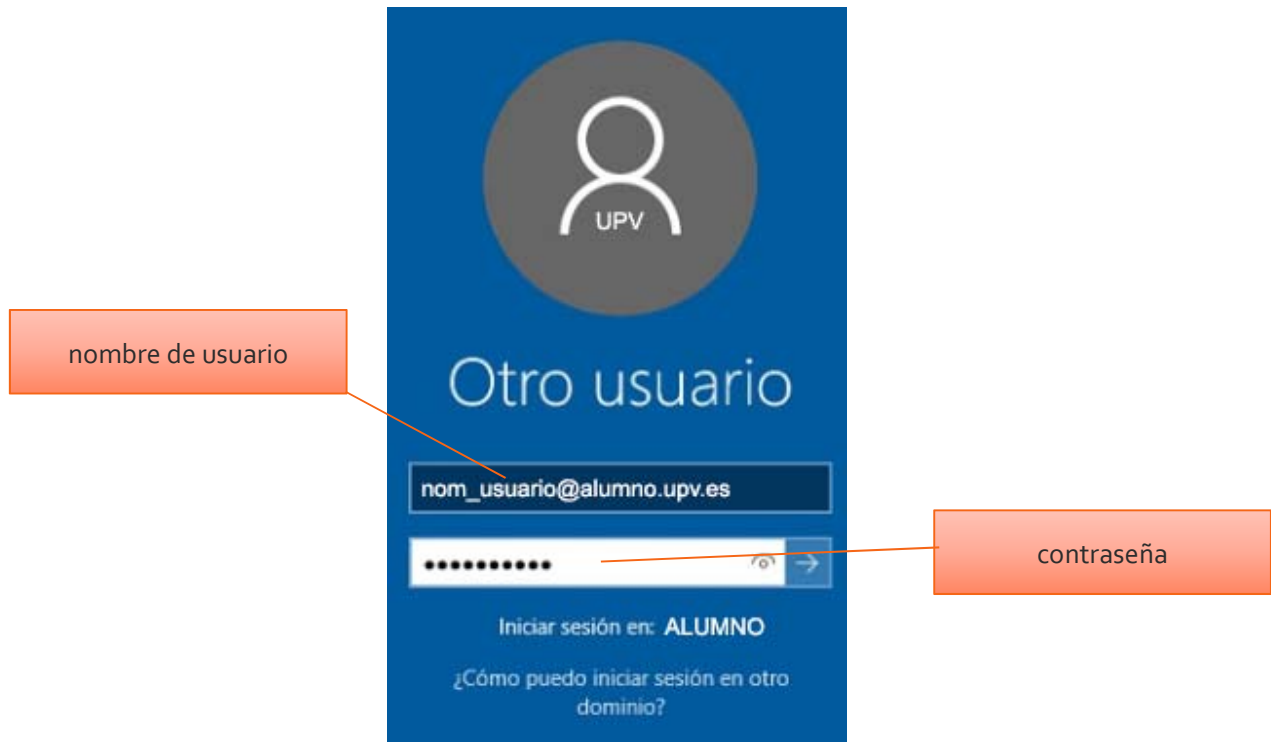 UPV
nombre de usuario
Otro usuario
nom_usuario@alumno.upv.es
contraseña
Iniciar sesión en: ALUMNO
¿Cómo puedo iniciar sesión en otro
dominio?